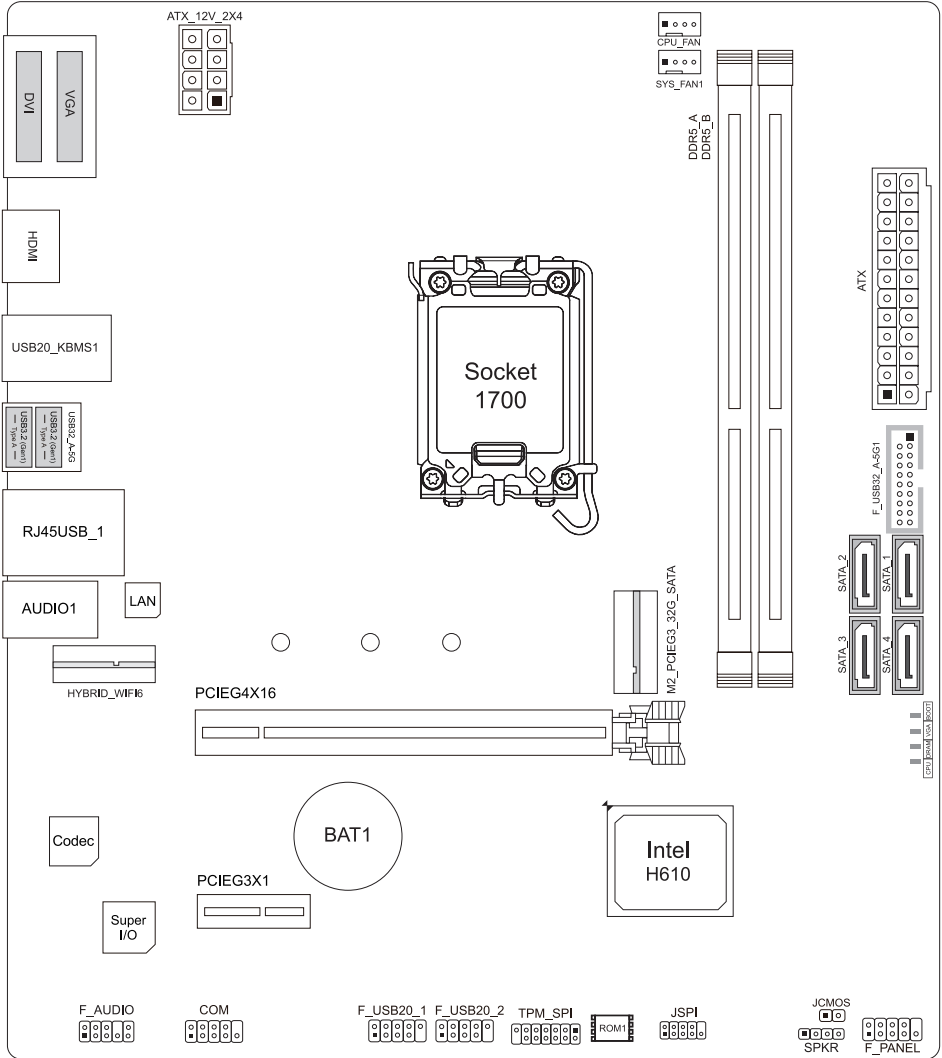 ATX_12V_2X4
CPU_FAN
SYS_FAN1
DVI
VGA
DDR5_A
DDR5_B
HDMI
ATX
USB20_KBMS1
Socket
1700
USB3.2 (Gen1)
— Type A —
USB3.2 (Gen1)
— Type A —
USB32_A-5G
F_USB32_A-5G1
RJ45USB_1
SATA_2
SATA_1
LAN
AUDIO1
M2_PCIEG3_32G_SATA
SATA_3
SATA_4
HYBRID_WIFI6
PCIEG4X16
CPU DRAM VGA BOOT
BAT1
Codec
Intel
H610
PCIEG3X1
Super
I/O
F_AUDIO
COM
F_USB20_1
F_USB20_2
TPM_SPI
ROM1
JSPI
JCMOS
SPKR
F_PANEL